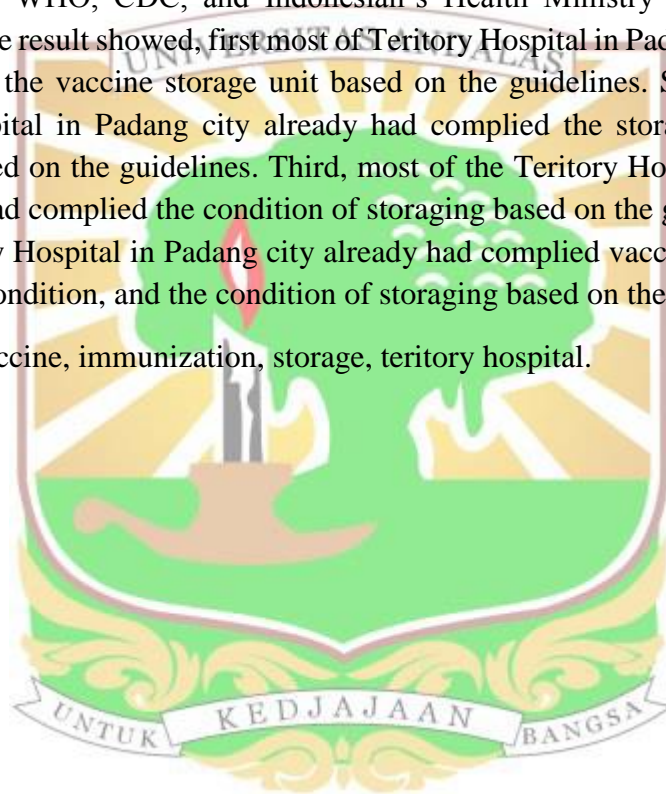 WHO, CDC, and Indonesian's Health Ministry
e result showed, first most of Teritory Hospital in Pad
UNIVERSITAS ANDALAS
the vaccine storage unit based on the guidelines. S
pital in Padang city already had complied the stora
ed on the guidelines. Third, most of the Teritory Ho
ad complied the condition of storaging based on the g
y Hospital in Padang city already had complied vacc
ondition, and the condition of storaging based on the
ccine, immunization, storage, teritory hospital.
UNTUK KEDJAJAAN BANGSA